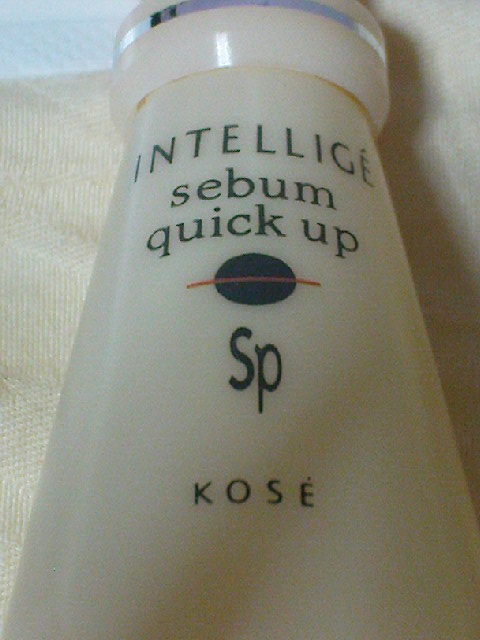 INTELLIGÉ
sebum
quick up
Sp
KOSÉ